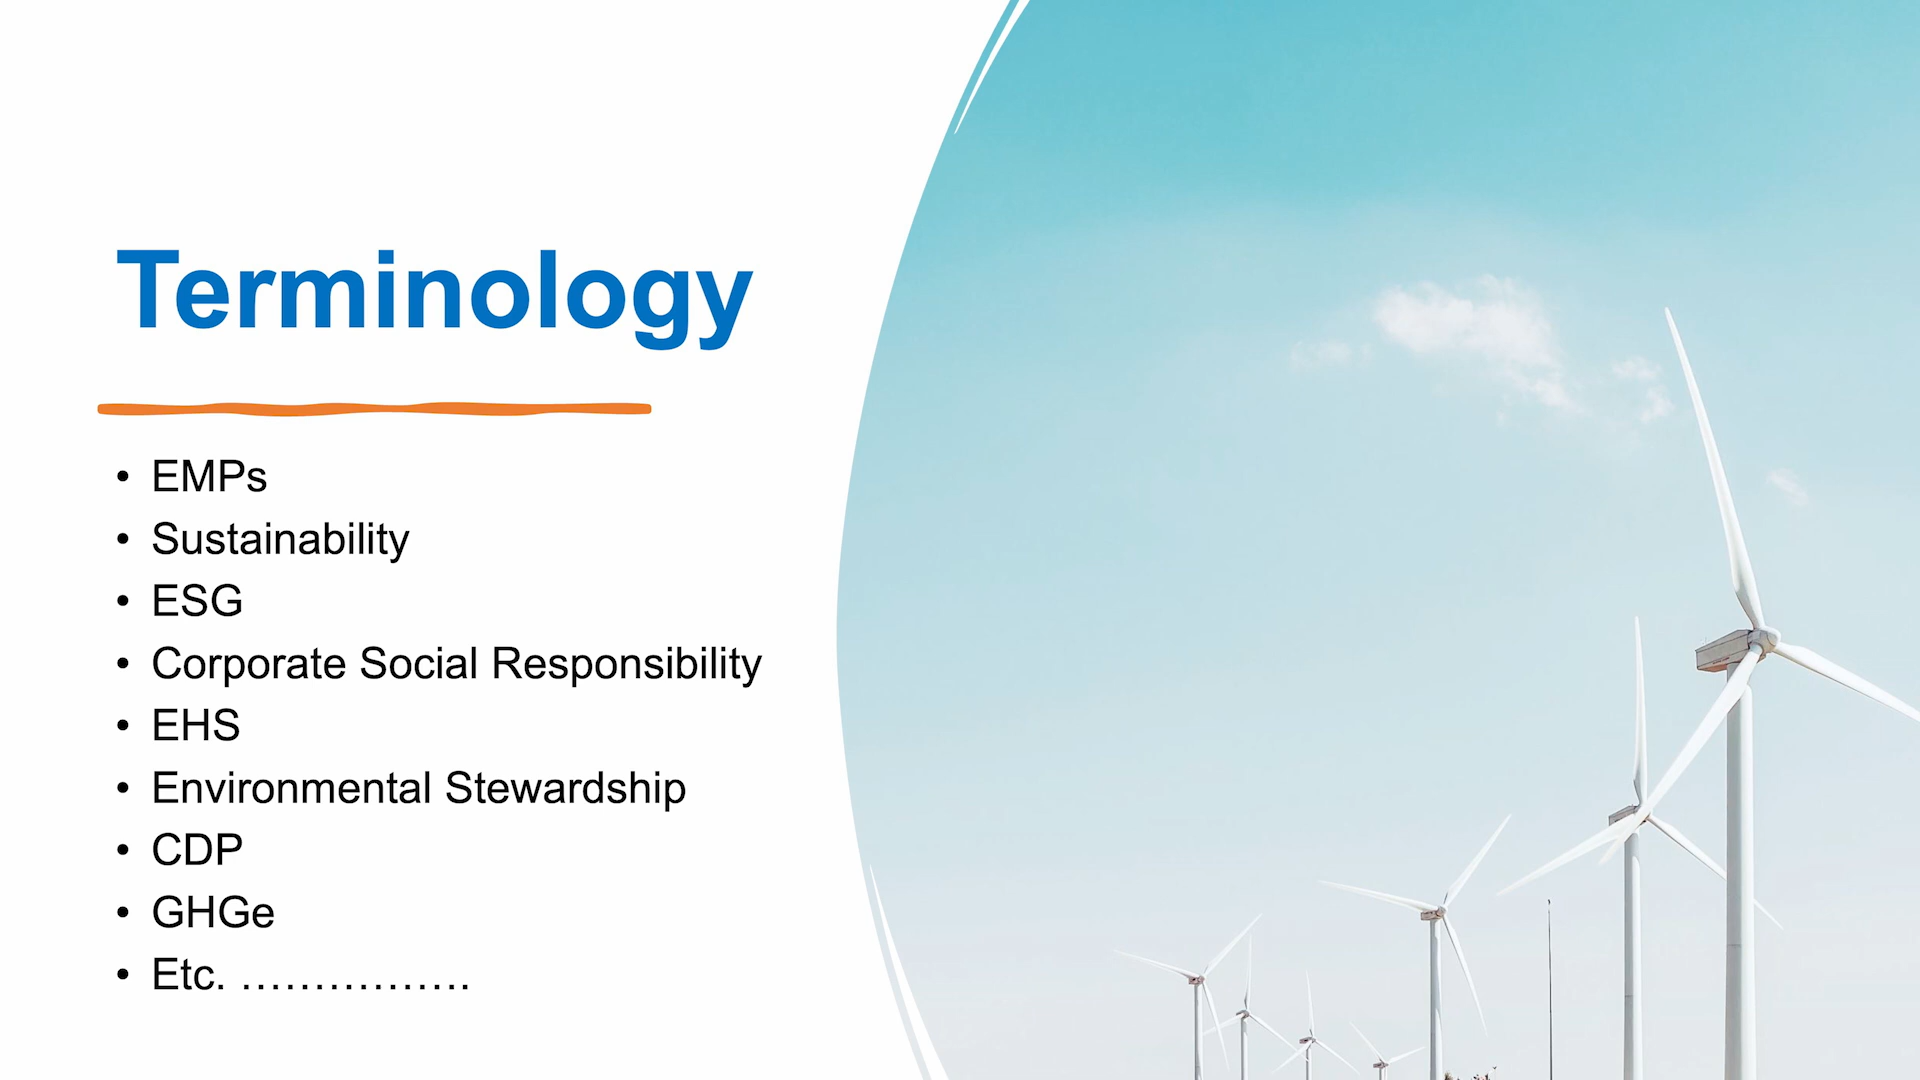 Terminology
• EMPs
• Sustainability
• ESG
• Corporate Social Responsibility
• EHS
• Environmental Stewardship
• CDP
• GHGe
• Etc. …………….